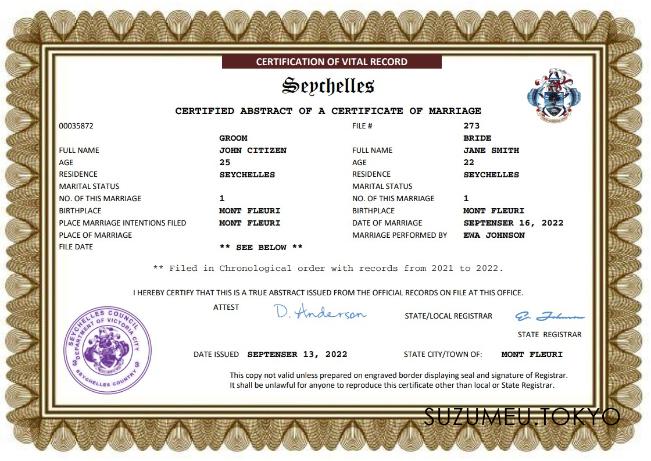 CERTIFICATION OF VITAL RECORD
Seychelles
CERTIFIED ABSTRACT OF A CERTIFICATE OF MARRIAGE
00035872 FILE # 273
GROOM BRIDE
FULL NAME JOHN CITIZEN FULL NAME JANE SMITH
AGE 25 AGE 22
RESIDENCE SEYCHELLES RESIDENCE SEYCHELLES
MARITAL STATUS MARITAL STATUS
NO. OF THIS MARRIAGE 1 NO. OF THIS MARRIAGE 1
BIRTHPLACE MONT FLEURI BIRTHPLACE MONT FLEURI
PLACE MARRIAGE INTENTIONS FILED MONT FLEURI DATE OF MARRIAGE SEPTENSER 16, 2022
PLACE OF MARRIAGE MARRIAGE PERFORMED BY EWA JOHNSON
FILE DATE ** SEE BELOW **
** Filed in Chronological order with records from 2021 to 2022.
I HEREBY CERTIFY THAT THIS IS A TRUE ABSTRACT ISSUED FROM THE OFFICIAL RECORDS ON FILE AT THIS OFFICE.
ATTEST D. Anderson STATE/LOCAL REGISTRAR
STATE REGISTRAR
SEYCHELLES COUNCIL
DEPARTMENT OF VICTORIA CITY
SEYCHELLES COUNTRY
DATE ISSUED SEPTENSER 13, 2022 STATE CITY/TOWN OF: MONT FLEURI
This copy not valid unless prepared on engraved border displaying seal and signature of Registrar.
It shall be unlawful for anyone to reproduce this certificate other than local or State Registrar.
SUZUMEU.TOKYO